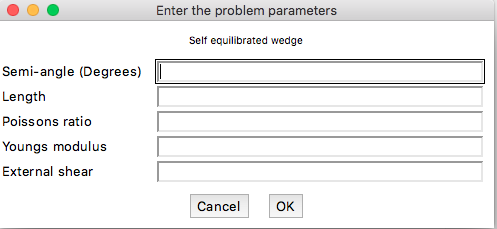 Enter the problem parameters
Self equilibrated wedge
Semi-angle (Degrees)
Length
Poissons ratio
Youngs modulus
External shear
Cancel OK